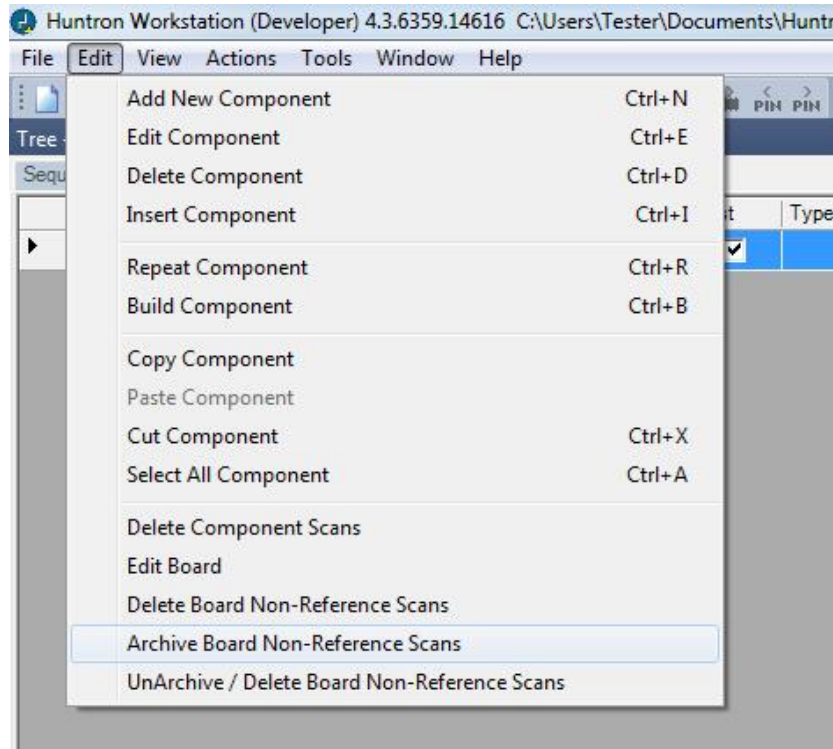 Huntron Workstation (Developer) 4.3.6359.14616 C:\Users\Tester\Documents\Huntr
File Edit View Actions Tools Window Help
PIN PIN
Tree
Sequ
Add New Component Ctrl+N
Edit Component Ctrl+E
Delete Component Ctrl+D
Insert Component Ctrl+I
Type
Repeat Component Ctrl+R
Build Component Ctrl+B
Copy Component
Paste Component
Cut Component Ctrl+X
Select All Component Ctrl+A
Delete Component Scans
Edit Board
Delete Board Non-Reference Scans
Archive Board Non-Reference Scans
UnArchive / Delete Board Non-Reference Scans